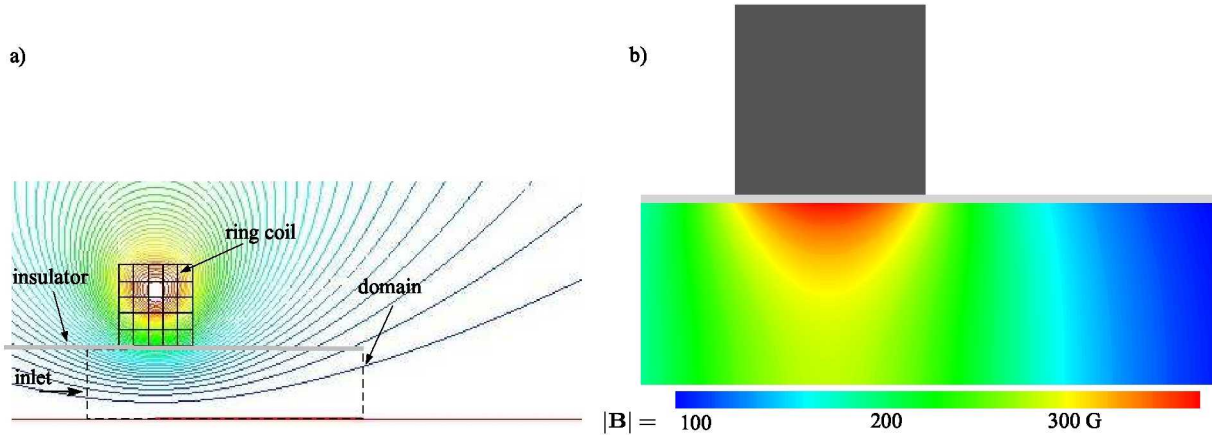 a)
ring coil
insulator
domain
inlet
b)
|B| = 100 200 300 G